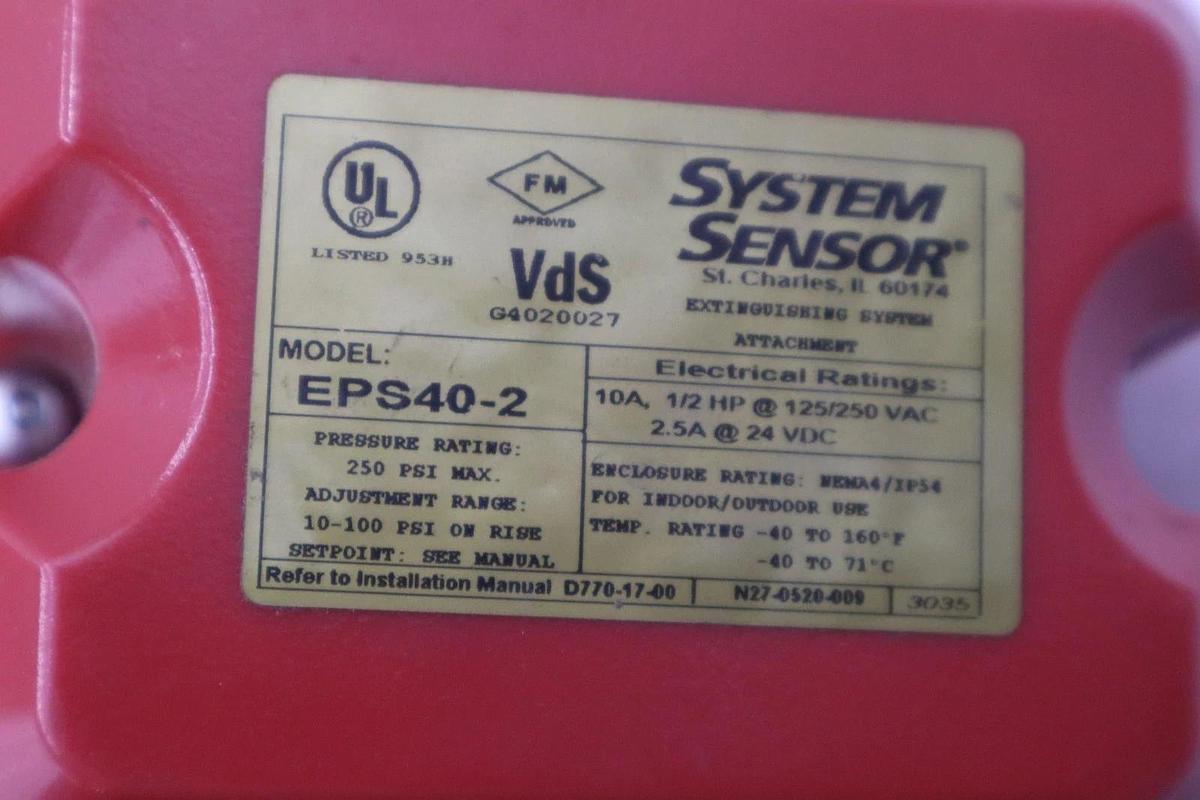 UL
®
LISTED 953H
FM
APPROVED
VdS
G4020027
SYSTEM
SENSOR®
St. Charles, IL 60174
EXTINGUISHING SYSTEM
ATTACHMENT
MODEL:
EPS40-2
PRESSURE RATING:
250 PSI MAX.
ADJUSTMENT RANGE:
10-100 PSI ON RISE
SETPOINT: SEE MANUAL
Electrical Ratings:
10A, 1/2 HP @ 125/250 VAC
2.5A @ 24 VDC
ENCLOSURE RATING: NEMA4/IP54
FOR INDOOR/OUTDOOR USE
TEMP. RATING -40 TO 160°F
-40 TO 71°C
Refer to Installation Manual D770-17-00
N27-0520-009
3035